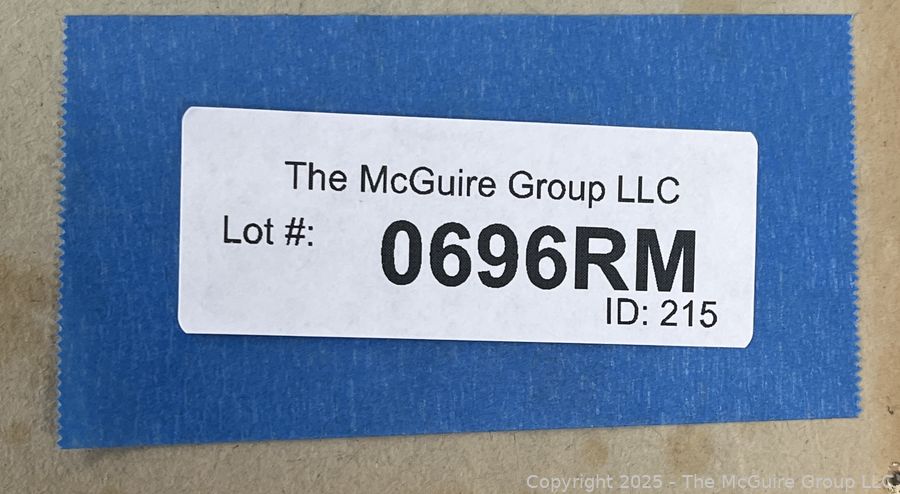 The McGuire Group LLC
Lot #:
0696RM
ID: 215
Copyright 2025 - The McGuire Group LLC